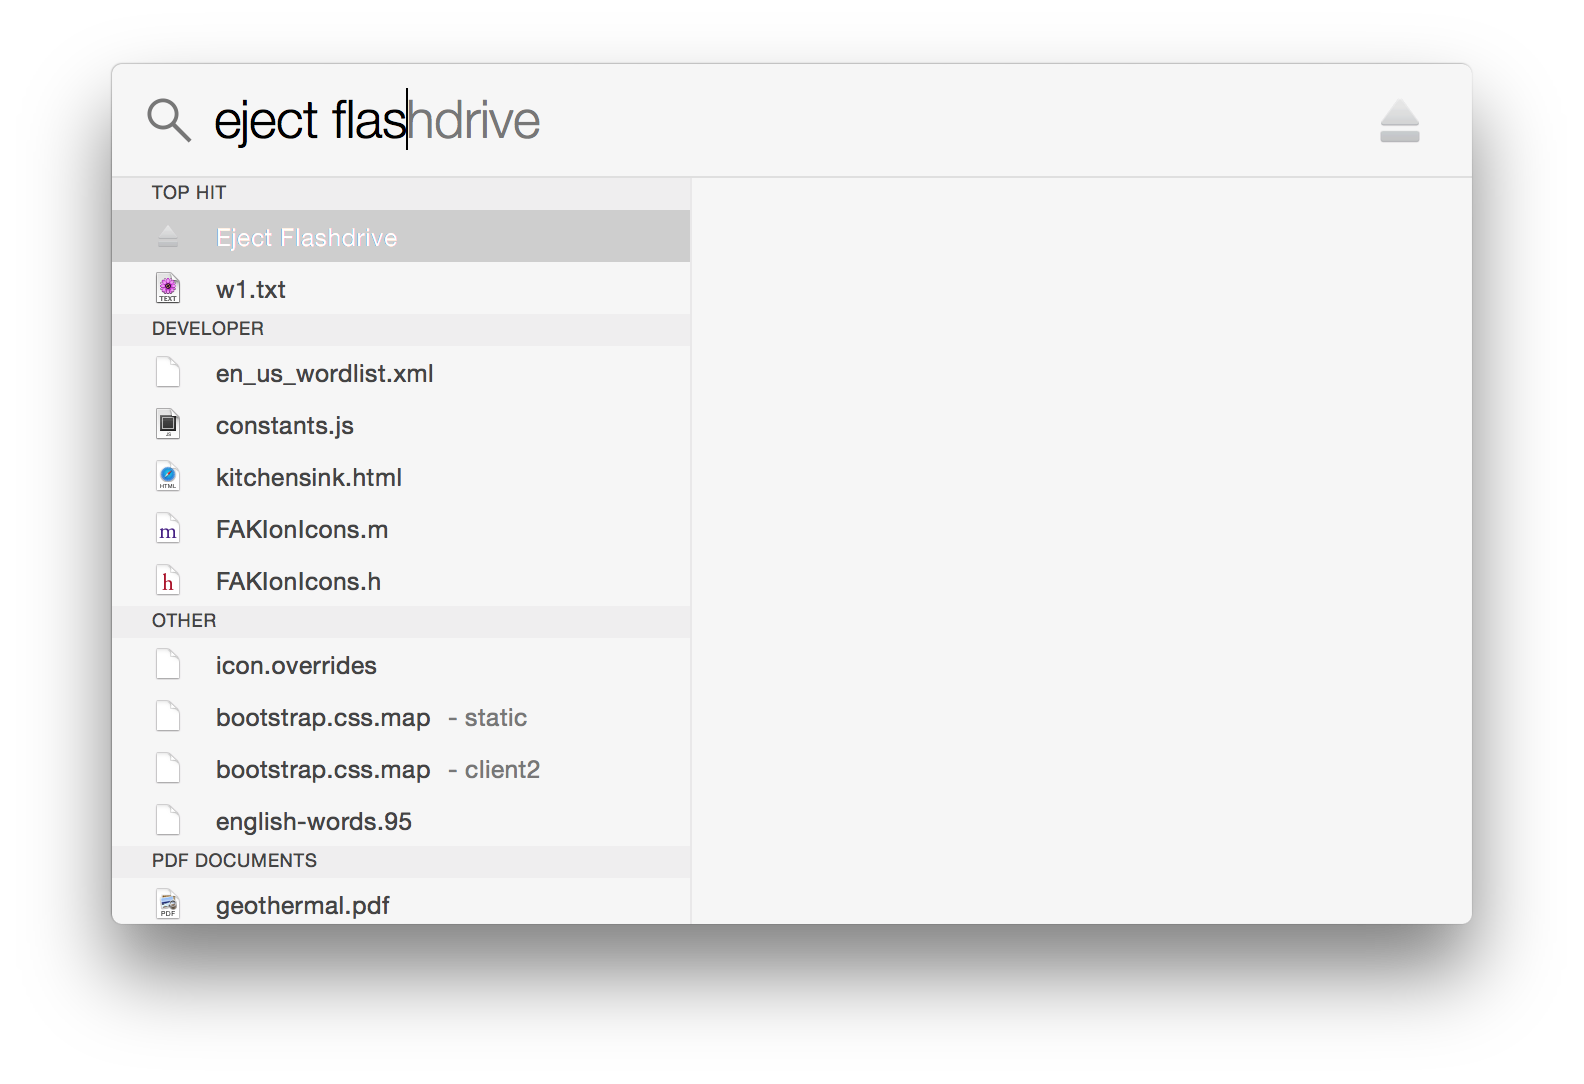 eject flashdrive
TOP HIT
Eject Flashdrive
TEXT
w1.txt
DEVELOPER
en_us_wordlist.xml
JS
constants.js
HTML
kitchensink.html
m
FAKIonIcons.m
h
FAKIonIcons.h
OTHER
icon.overrides
bootstrap.css.map - static
bootstrap.css.map - client2
english-words.95
PDF DOCUMENTS
PDF
geothermal.pdf